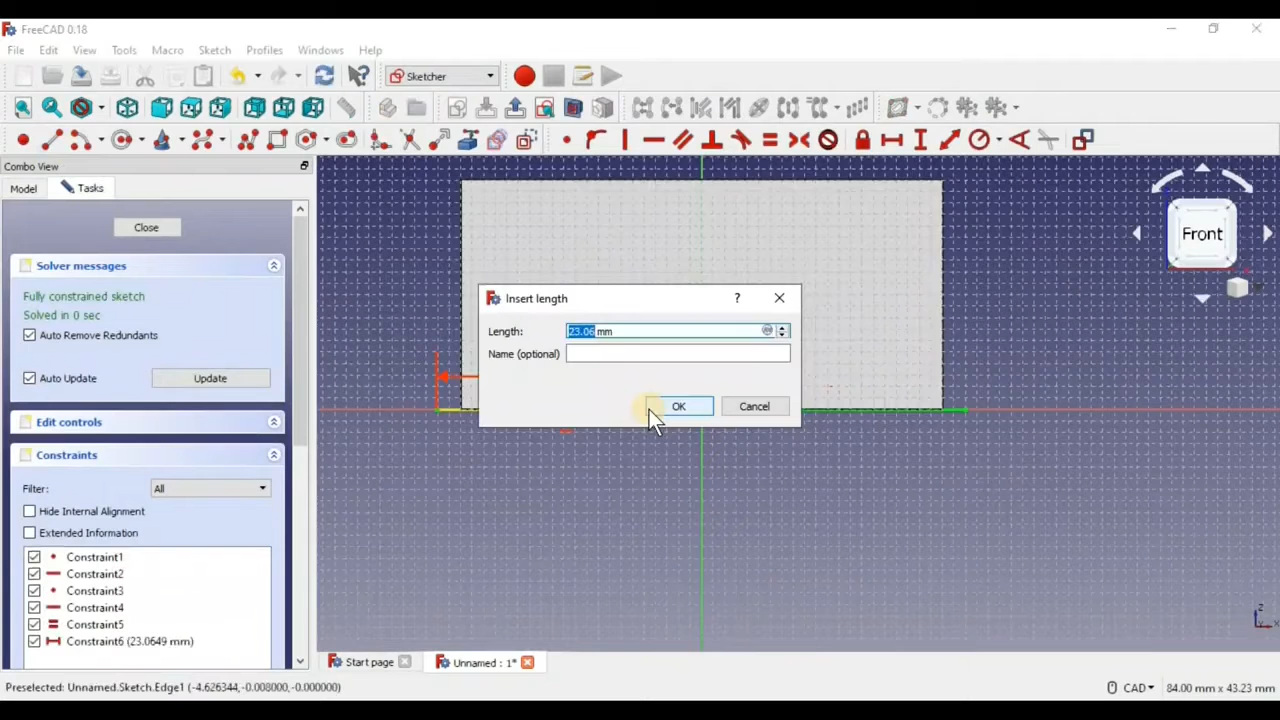 FreeCAD 0.18
File Edit View Tools Macro Sketch Profiles Windows Help
Sketcher
Combo View
Model Tasks
Close
Solver messages
Fully constrained sketch
Solved in 0 sec
Auto Remove Redundants
Auto Update Update
Edit controls
Constraints
Filter: All
Hide Internal Alignment
Extended Information
Constraint1
Constraint2
Constraint3
Constraint4
Constraint5
Constraint6 (23.0649 mm)
Insert length ?
Length: 23.06 mm
Name (optional)
OK Cancel
Front
Start page Unnamed : 1*
Preselected: Unnamed.Sketch.Edge1 (-4.626344,-0.008000,-0.000000)
CAD 84.00 mm x 43.23 mm